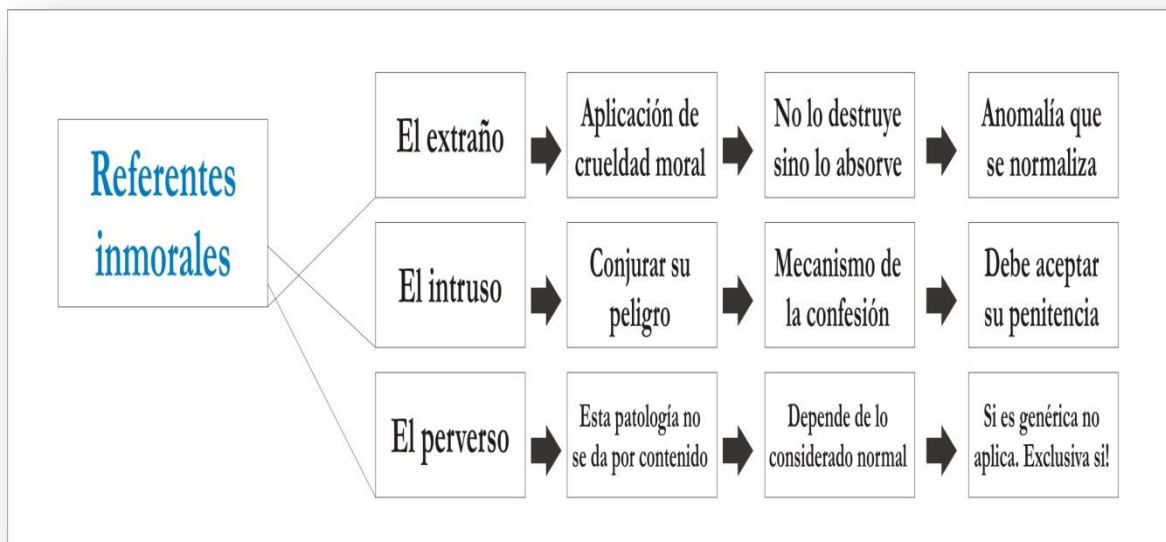 Referentes
inmorales
El extraño
Aplicación de
crueldad moral
No lo destruye
sino lo absorve
Anomalía que
se normaliza
El intruso
Conjurar su
peligro
Mecanismo de
la confesión
Debe aceptar
su penitencia
El perverso
Esta patología no
se da por contenido
Depende de lo
considerado normal
Si es genérica no
aplica. Exclusiva si!